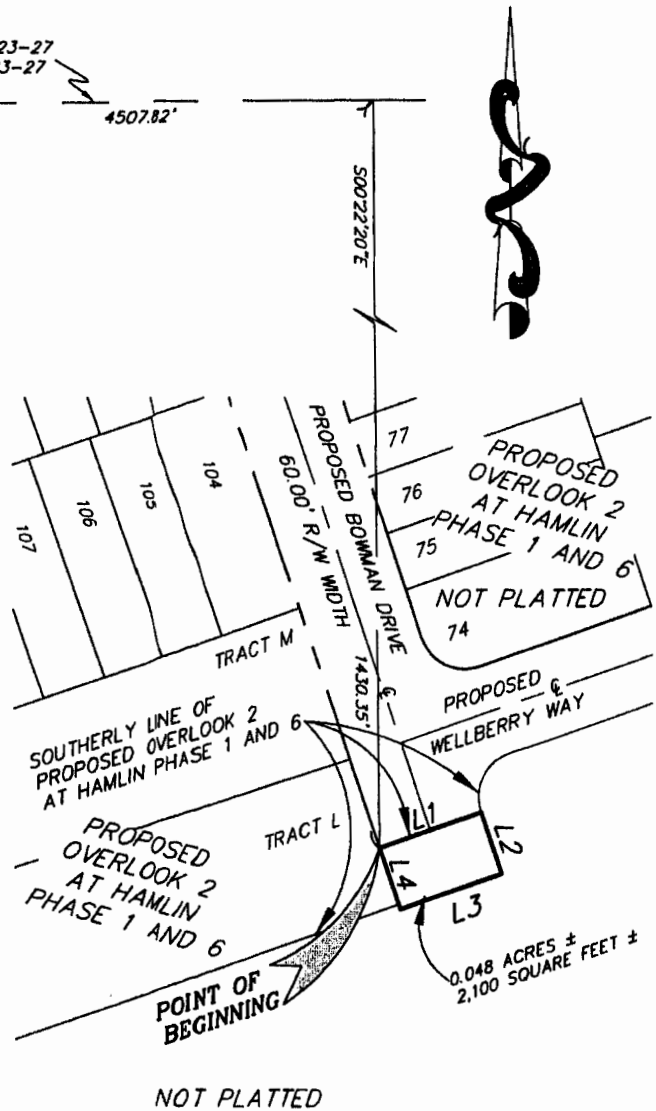 23-27
3-27
4507.82'
S00°22'20"E
PROPOSED BOWMAN DRIVE
60.00' R/W WIDTH
1430.35'
77
76
75
74
PROPOSED
OVERLOOK 2
AT HAMLIN
PHASE 1 AND 6
NOT PLATTED
107
106
105
104
TRACT M
PROPOSED
WELLBERRY WAY
SOUTHERLY LINE OF
PROPOSED OVERLOOK 2
AT HAMLIN PHASE 1 AND 6
TRACT L
L1
L2
L3
L4
PROPOSED
OVERLOOK 2
AT HAMLIN
PHASE 1 AND 6
0.048 ACRES ±
2,100 SQUARE FEET ±
POINT OF
BEGINNING
NOT PLATTED